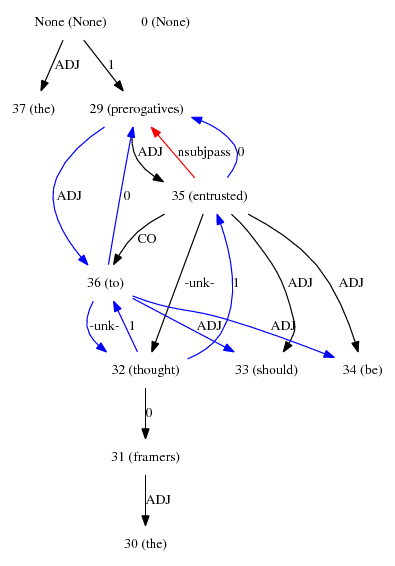 None (None) 0 (None)
ADJ 1
37 (the) 29 (prerogatives)
ADJ nsubjpass 0
ADJ 0 35 (entrusted)
CO
36 (to) -unk- 1 ADJ ADJ
-unk- 1 ADJ ADJ
32 (thought) 33 (should) 34 (be)
0
31 (framers)
ADJ
30 (the)